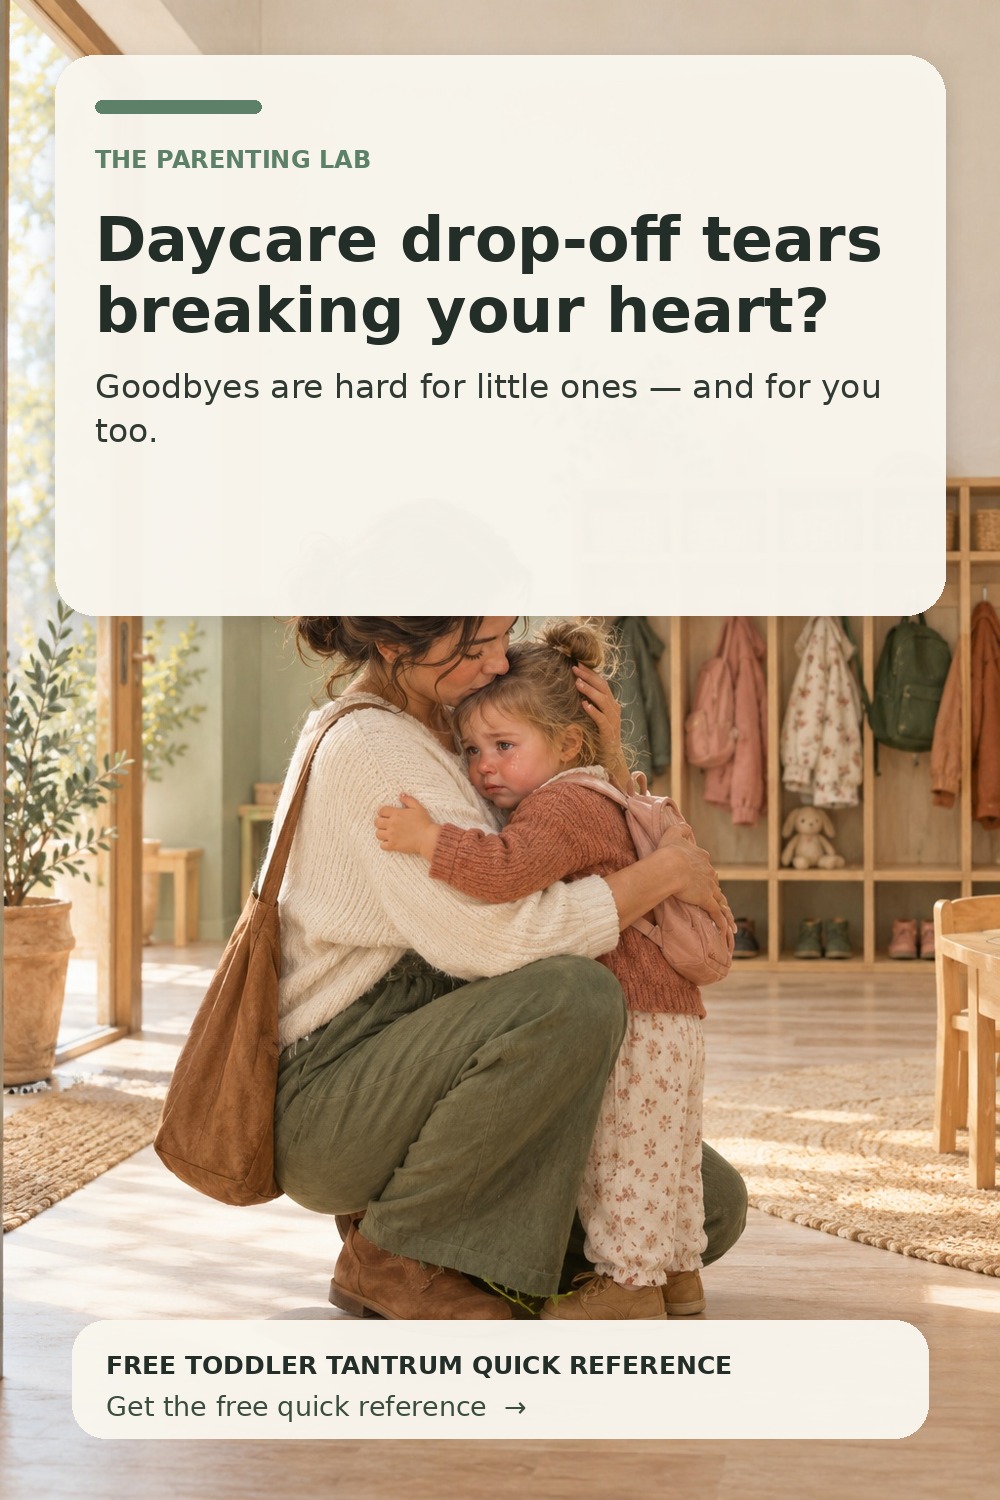 THE PARENTING LAB
Daycare drop-off tears
breaking your heart?
Goodbyes are hard for little ones — and for you
too.
FREE TODDLER TANTRUM QUICK REFERENCE
Get the free quick reference →